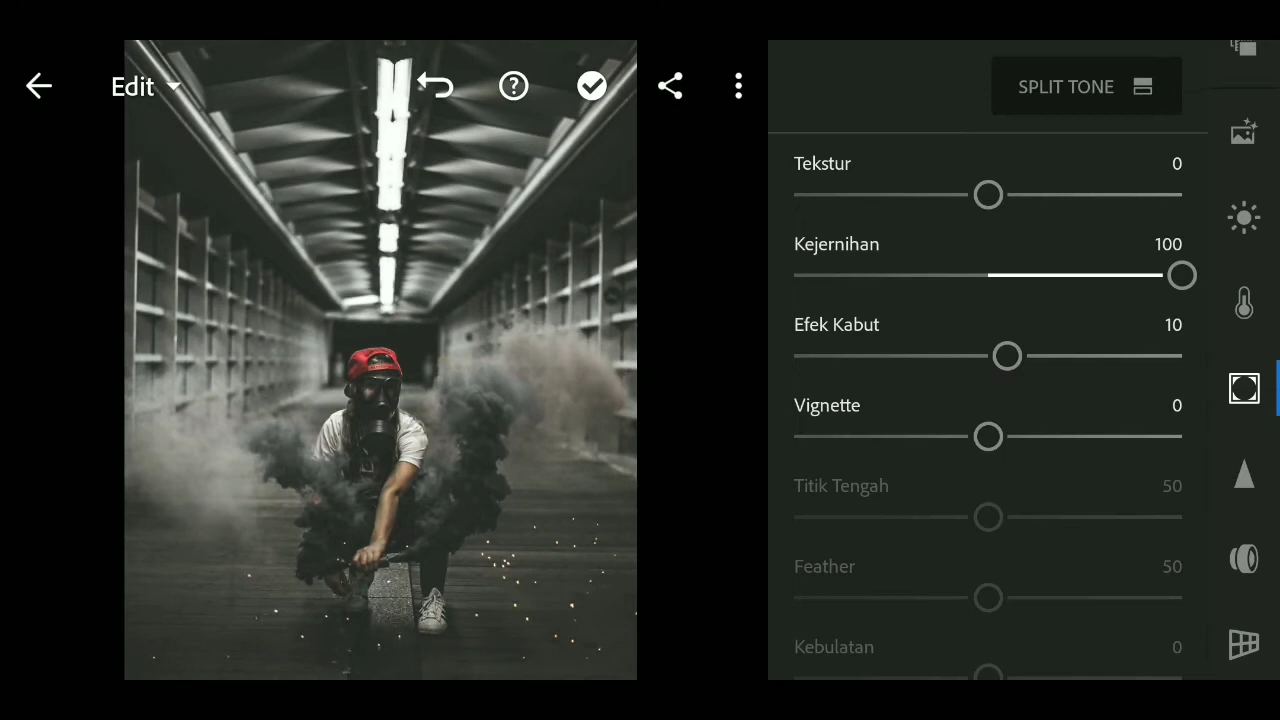 Edit
SPLIT TONE
Tekstur 0
Kejernihan 100
Efek Kabut 10
Vignette 0
Titik Tengah 50
Feather 50
Kebulatan 0